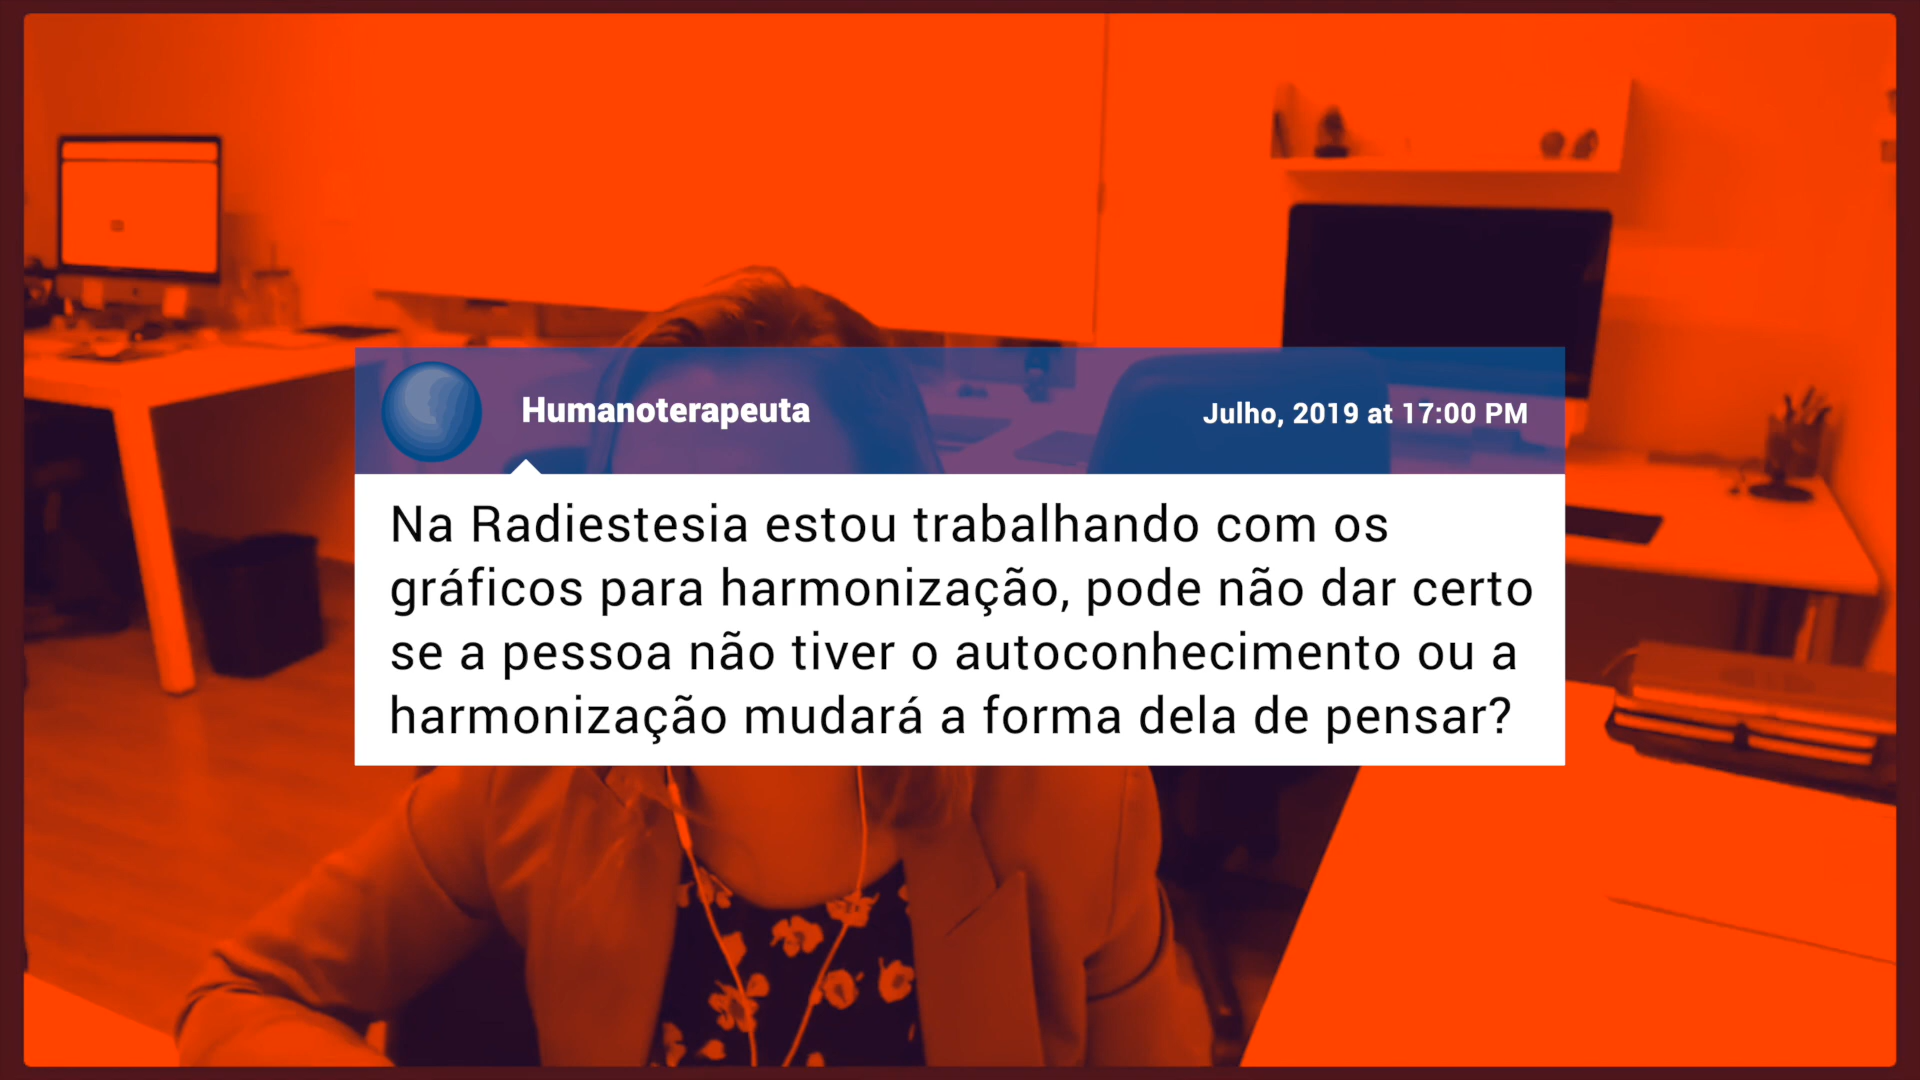 Humanoterapeuta
Julho, 2019 at 17:00 PM
Na Radiestesia estou trabalhando com os
gráficos para harmonização, pode não dar certo
se a pessoa não tiver o autoconhecimento ou a
harmonização mudará a forma dela de pensar?